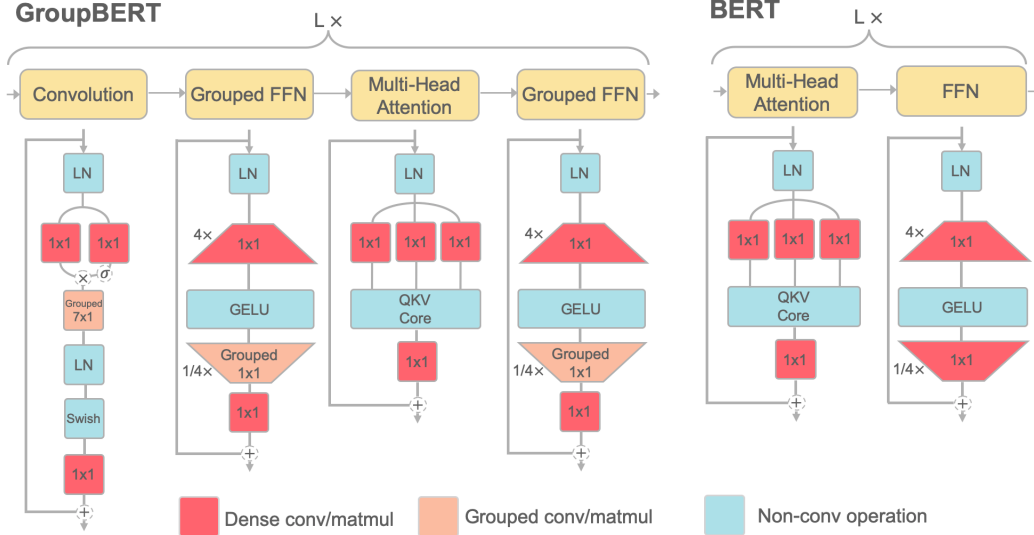 GroupBERT
L ×
Convolution
Grouped FFN
Multi-Head
Attention
Grouped FFN
LN
1x1
1x1
×
σ
Grouped
7x1
LN
Swish
1x1
+
LN
4×
1x1
GELU
Grouped
1x1
1/4×
1x1
+
LN
1x1
1x1
1x1
QKV
Core
1x1
+
LN
4×
1x1
GELU
Grouped
1x1
1/4×
1x1
+
BERT
L ×
Multi-Head
Attention
FFN
LN
1x1
1x1
1x1
QKV
Core
1x1
+
LN
4×
1x1
GELU
1/4×
1x1
+
Dense conv/matmul
Grouped conv/matmul
Non-conv operation